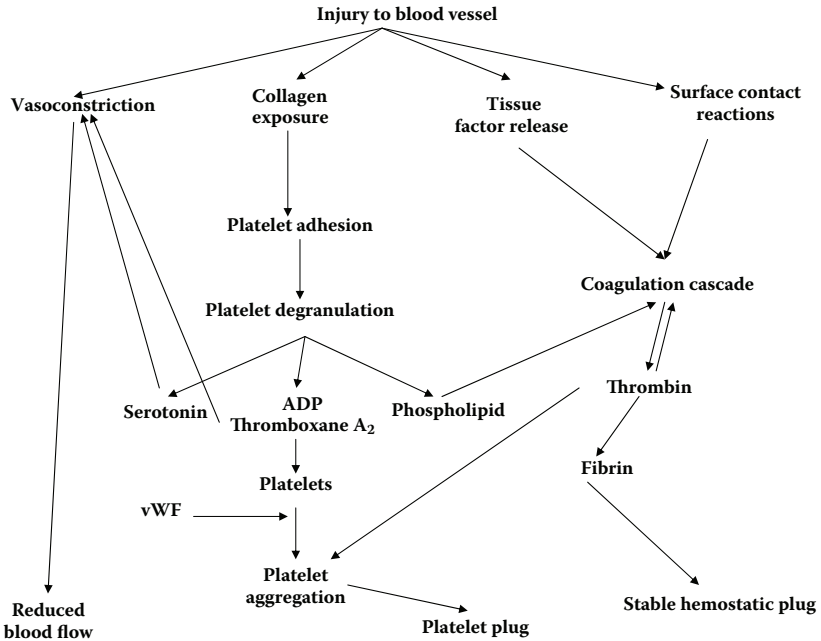 Injury to blood vessel
Vasoconstriction
Collagen
exposure
Tissue
factor release
Surface contact
reactions
Platelet adhesion
Coagulation cascade
Platelet degranulation
Serotonin
ADP
Thromboxane A₂
Phospholipid
Thrombin
Platelets
Fibrin
vWF
Platelet
aggregation
Reduced
blood flow
Platelet plug
Stable hemostatic plug